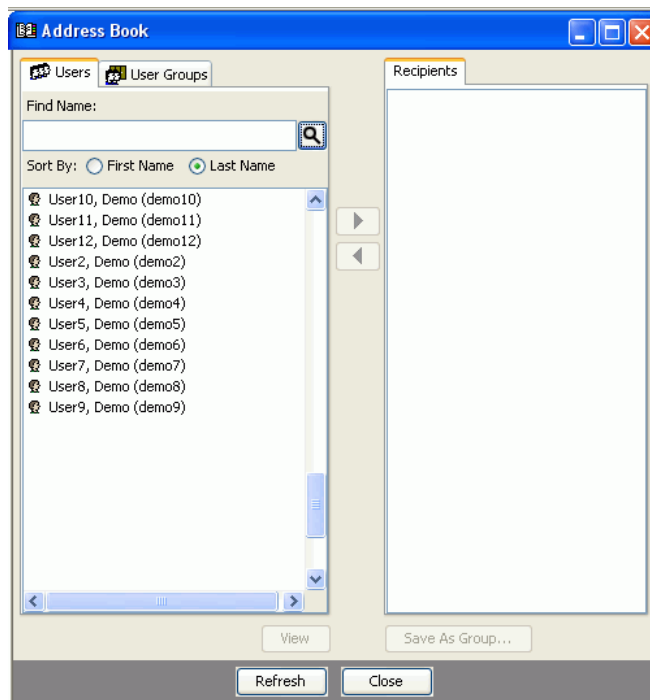 Address Book
Users
User Groups
Recipients
Find Name:
Sort By: First Name Last Name
User10, Demo (demo10)
User11, Demo (demo11)
User12, Demo (demo12)
User2, Demo (demo2)
User3, Demo (demo3)
User4, Demo (demo4)
User5, Demo (demo5)
User6, Demo (demo6)
User7, Demo (demo7)
User8, Demo (demo8)
User9, Demo (demo9)
View
Save As Group...
Refresh
Close